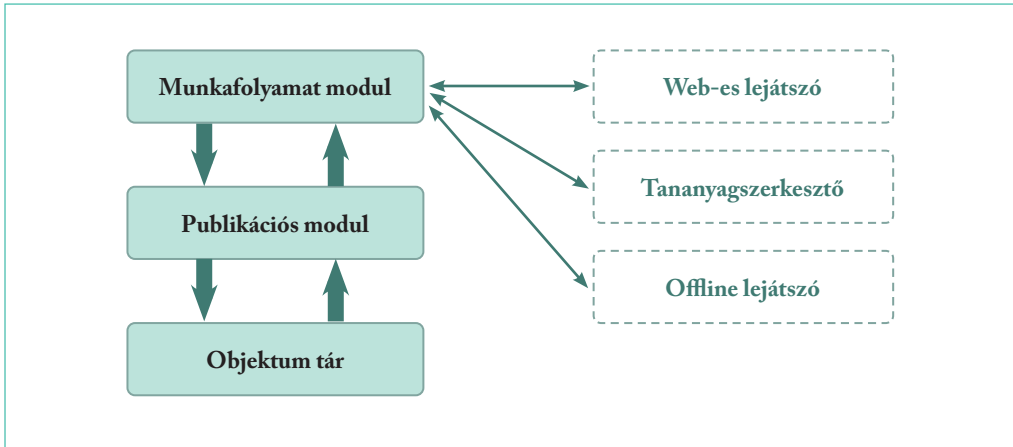 Munkafolyamat modul
Web-es lejátszó
Tananyagszerkesztő
Publikációs modul
Offline lejátszó
Objektum tár